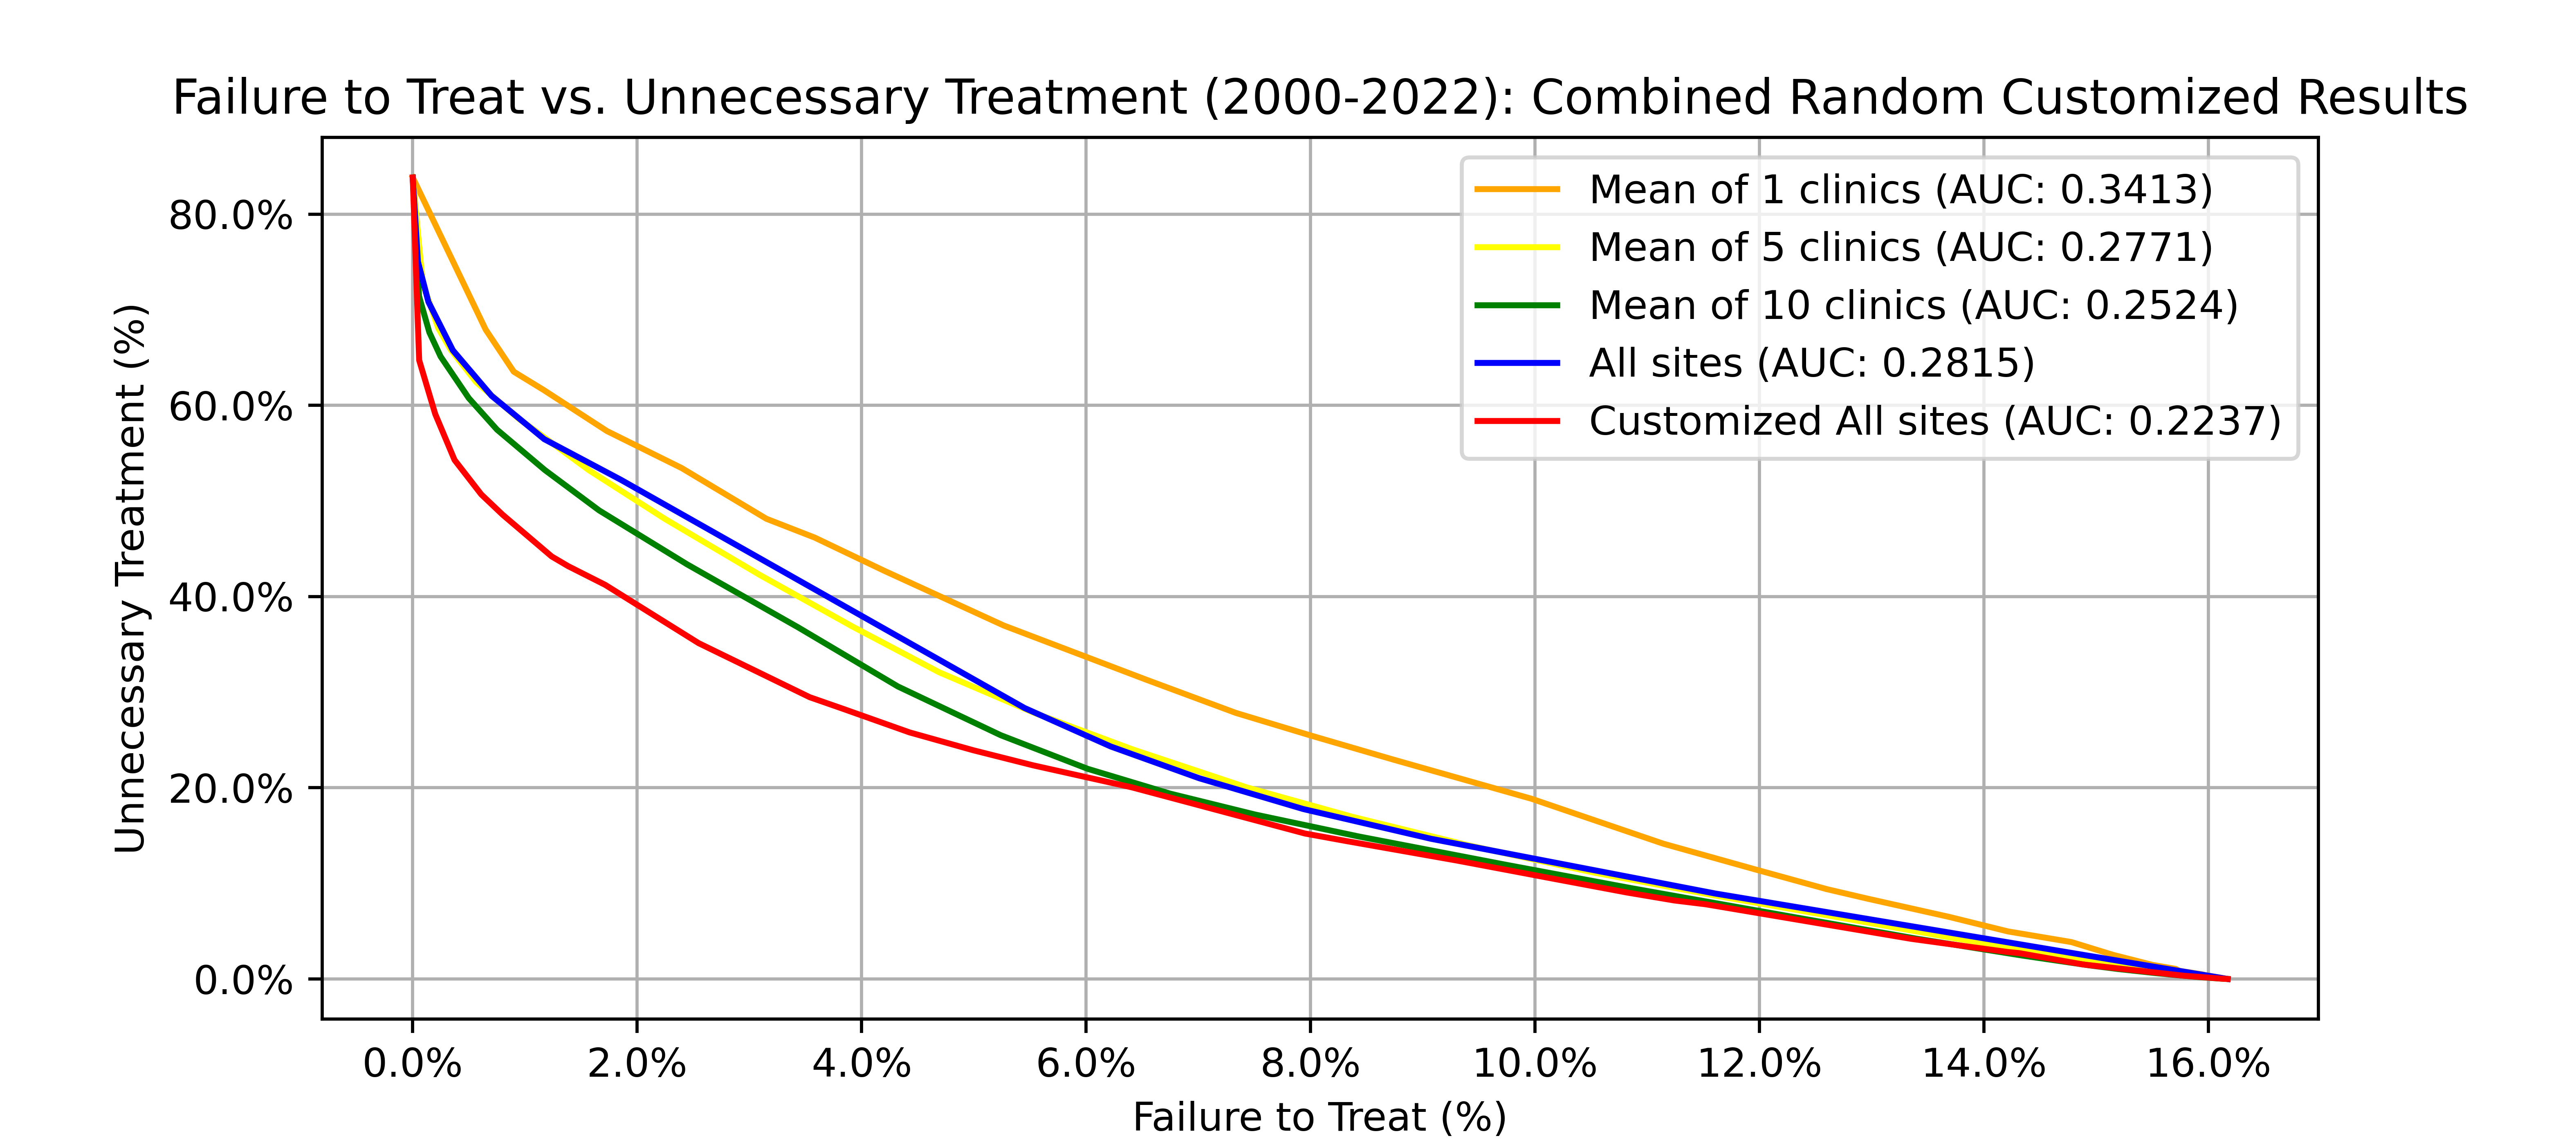 Failure to Treat vs. Unnecessary Treatment (2000-2022): Combined Random Customized Results
Mean of 1 clinics (AUC: 0.3413)
Mean of 5 clinics (AUC: 0.2771)
Mean of 10 clinics (AUC: 0.2524)
All sites (AUC: 0.2815)
Customized All sites (AUC: 0.2237)
Unnecessary Treatment (%)
80.0%
60.0%
40.0%
20.0%
0.0%
0.0% 2.0% 4.0% 6.0% 8.0% 10.0% 12.0% 14.0% 16.0%
Failure to Treat (%)